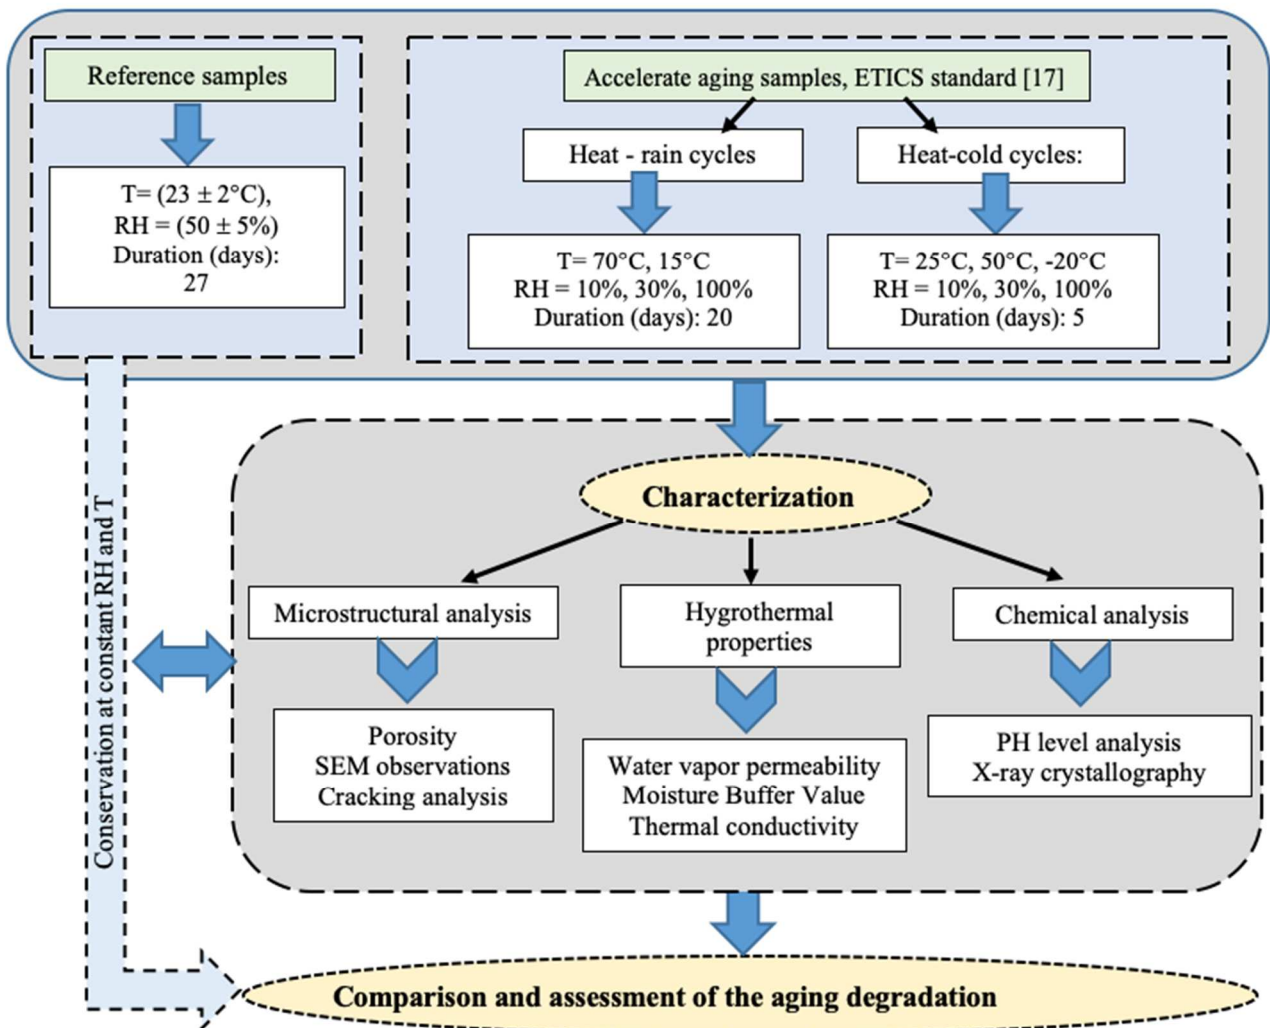 Reference samples
T= (23 ± 2°C),
RH = (50 ± 5%)
Duration (days):
27
Accelerate aging samples, ETICS standard [17]
Heat - rain cycles
T= 70°C, 15°C
RH = 10%, 30%, 100%
Duration (days): 20
Heat-cold cycles:
T= 25°C, 50°C, -20°C
RH = 10%, 30%, 100%
Duration (days): 5
Conservation at constant RH and T
Characterization
Microstructural analysis
Porosity
SEM observations
Cracking analysis
Hygrothermal
properties
Water vapor permeability
Moisture Buffer Value
Thermal conductivity
Chemical analysis
PH level analysis
X-ray crystallography
Comparison and assessment of the aging degradation